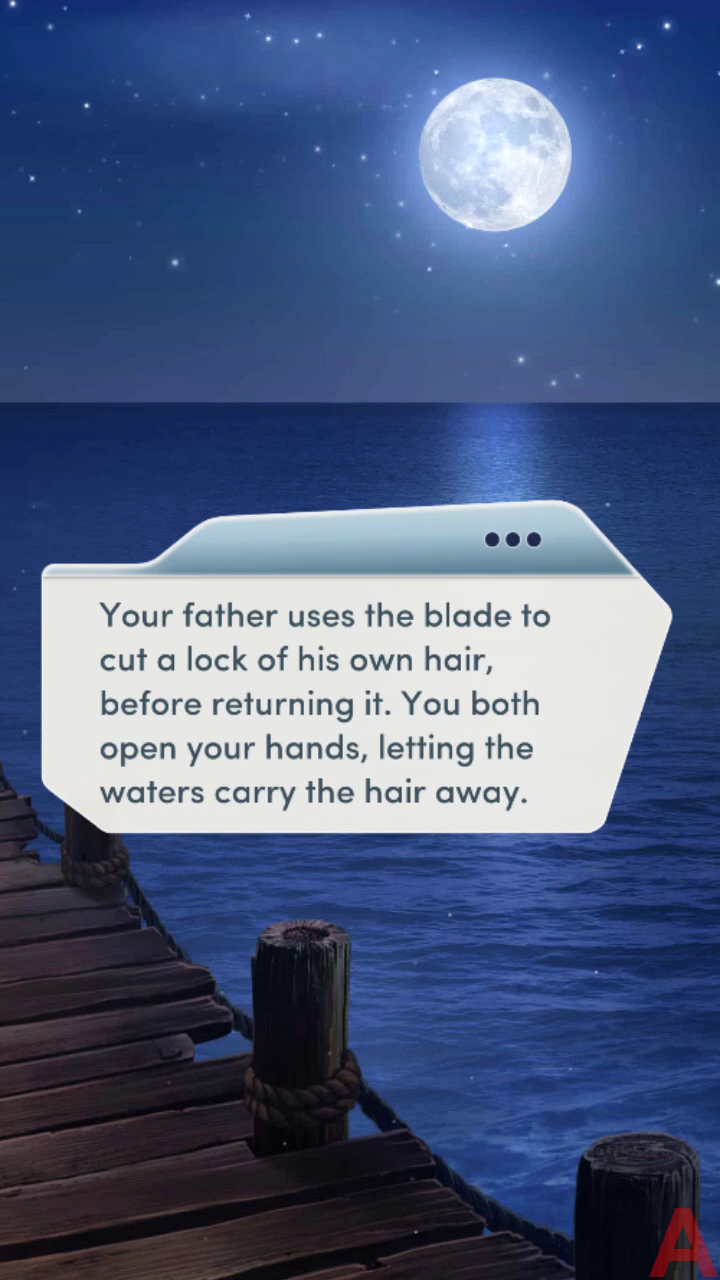 Your father uses the blade to
cut a lock of his own hair,
before returning it. You both
open your hands, letting the
waters carry the hair away.
A